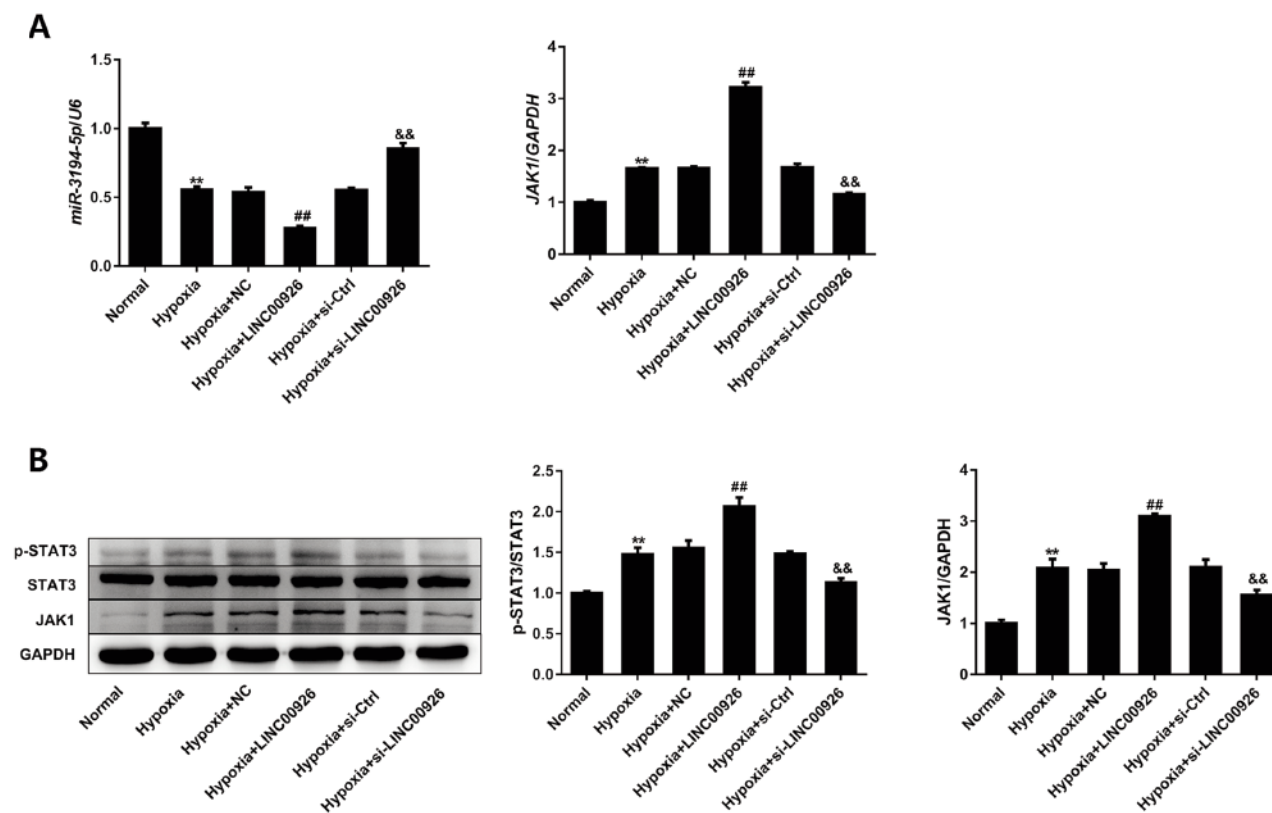 A
miR-3194-5p/U6
1.5
1.0
0.5
0.0
**
##
&&
Normal
Hypoxia
Hypoxia+NC
Hypoxia+LINC00926
Hypoxia+si-Ctrl
Hypoxia+si-LINC00926
JAK1/GAPDH
4
3
2
1
0
**
##
&&
Normal
Hypoxia
Hypoxia+NC
Hypoxia+LINC00926
Hypoxia+si-Ctrl
Hypoxia+si-LINC00926
B
p-STAT3
STAT3
JAK1
GAPDH
Normal
Hypoxia
Hypoxia+NC
Hypoxia+LINC00926
Hypoxia+si-Ctrl
Hypoxia+si-LINC00926
p-STAT3/STAT3
2.5
2.0
1.5
1.0
0.5
0.0
**
##
&&
Normal
Hypoxia
Hypoxia+NC
Hypoxia+LINC00926
Hypoxia+si-Ctrl
Hypoxia+si-LINC00926
JAK1/GAPDH
4
3
2
1
0
**
##
&&
Normal
Hypoxia
Hypoxia+NC
Hypoxia+LINC00926
Hypoxia+si-Ctrl
Hypoxia+si-LINC00926